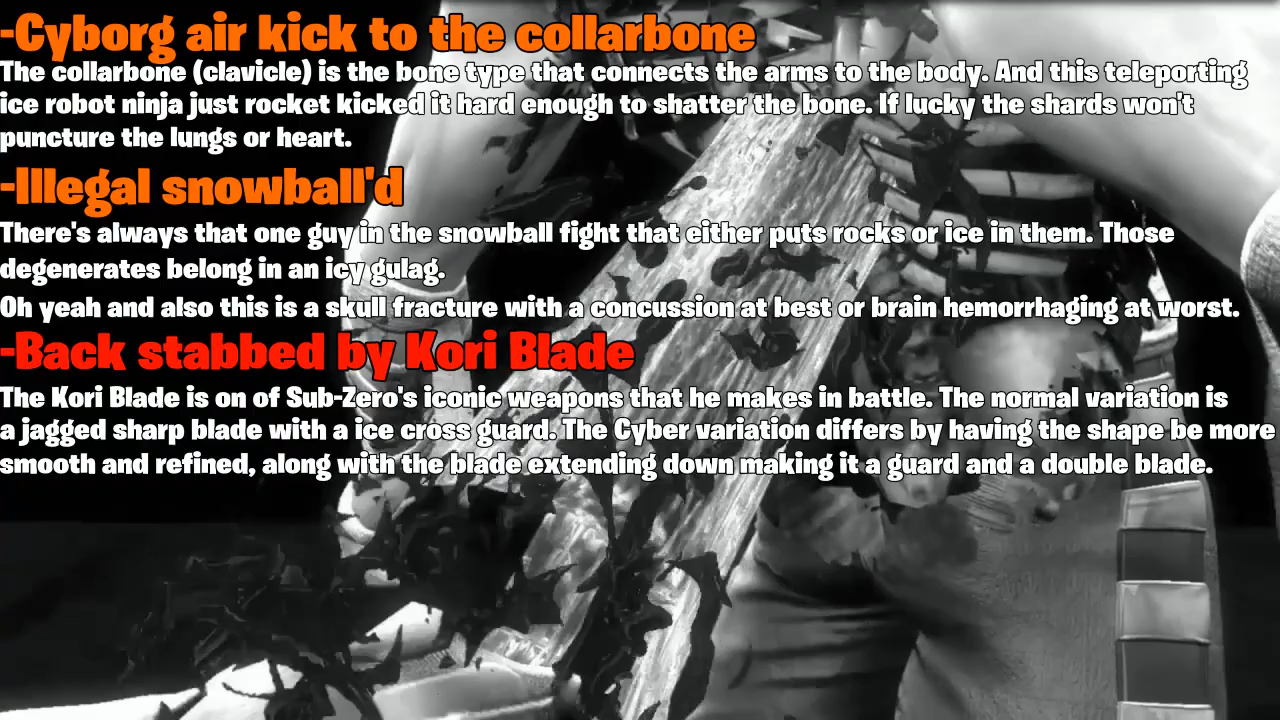 -Cyborg air kick to the collarbone
The collarbone (clavicle) is the bone type that connects the arms to the body. And this teleporting
ice robot ninja just rocket kicked it hard enough to shatter the bone. If lucky the shards won't
puncture the lungs or heart.
-Illegal snowball'd
There's always that one guy in the snowball fight that either puts rocks or ice in them. Those
degenerates belong in an icy gulag.
Oh yeah and also this is a skull fracture with a concussion at best or brain hemorrhaging at worst.
-Back stabbed by Kori Blade
The Kori Blade is on of Sub-Zero's iconic weapons that he makes in battle. The normal variation is
a jagged sharp blade with a ice cross guard. The Cyber variation differs by having the shape be more
smooth and refined, along with the blade extending down making it a guard and a double blade.